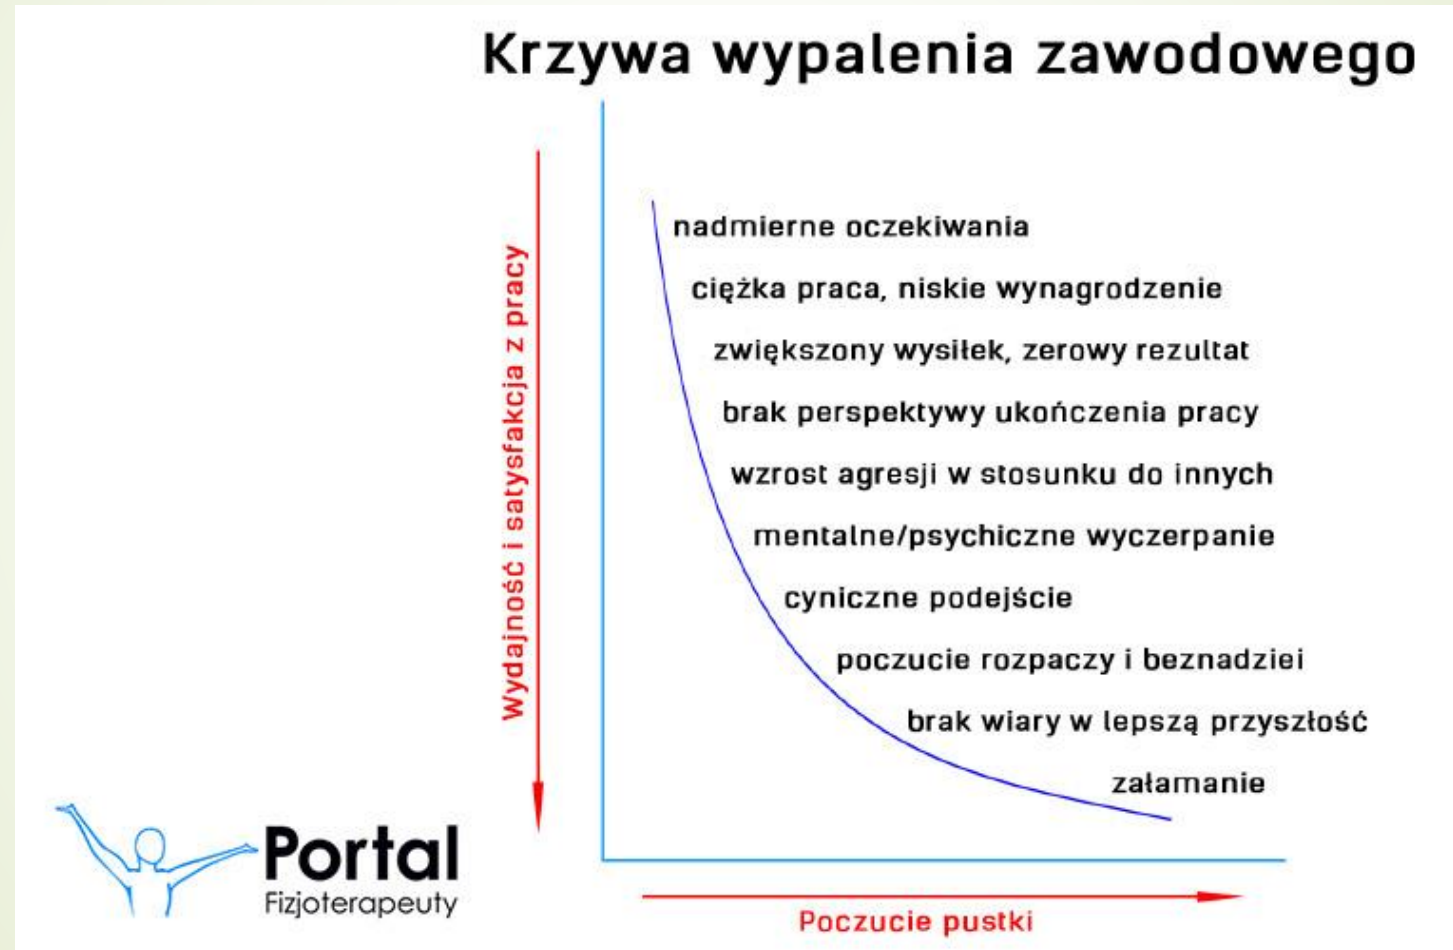 Krzywa wypalenia zawodowego
Wydajność i satysfakcja z pracy
nadmierne oczekiwania
ciężka praca, niskie wynagrodzenie
zwiększony wysiłek, zerowy rezultat
brak perspektywy ukończenia pracy
wzrost agresji w stosunku do innych
mentalne/psychiczne wyczerpanie
cyniczne podejście
poczucie rozpaczy i beznadziei
brak wiary w lepszą przyszłość
załamanie
Poczucie pustki
Portal
Fizjoterapeuty